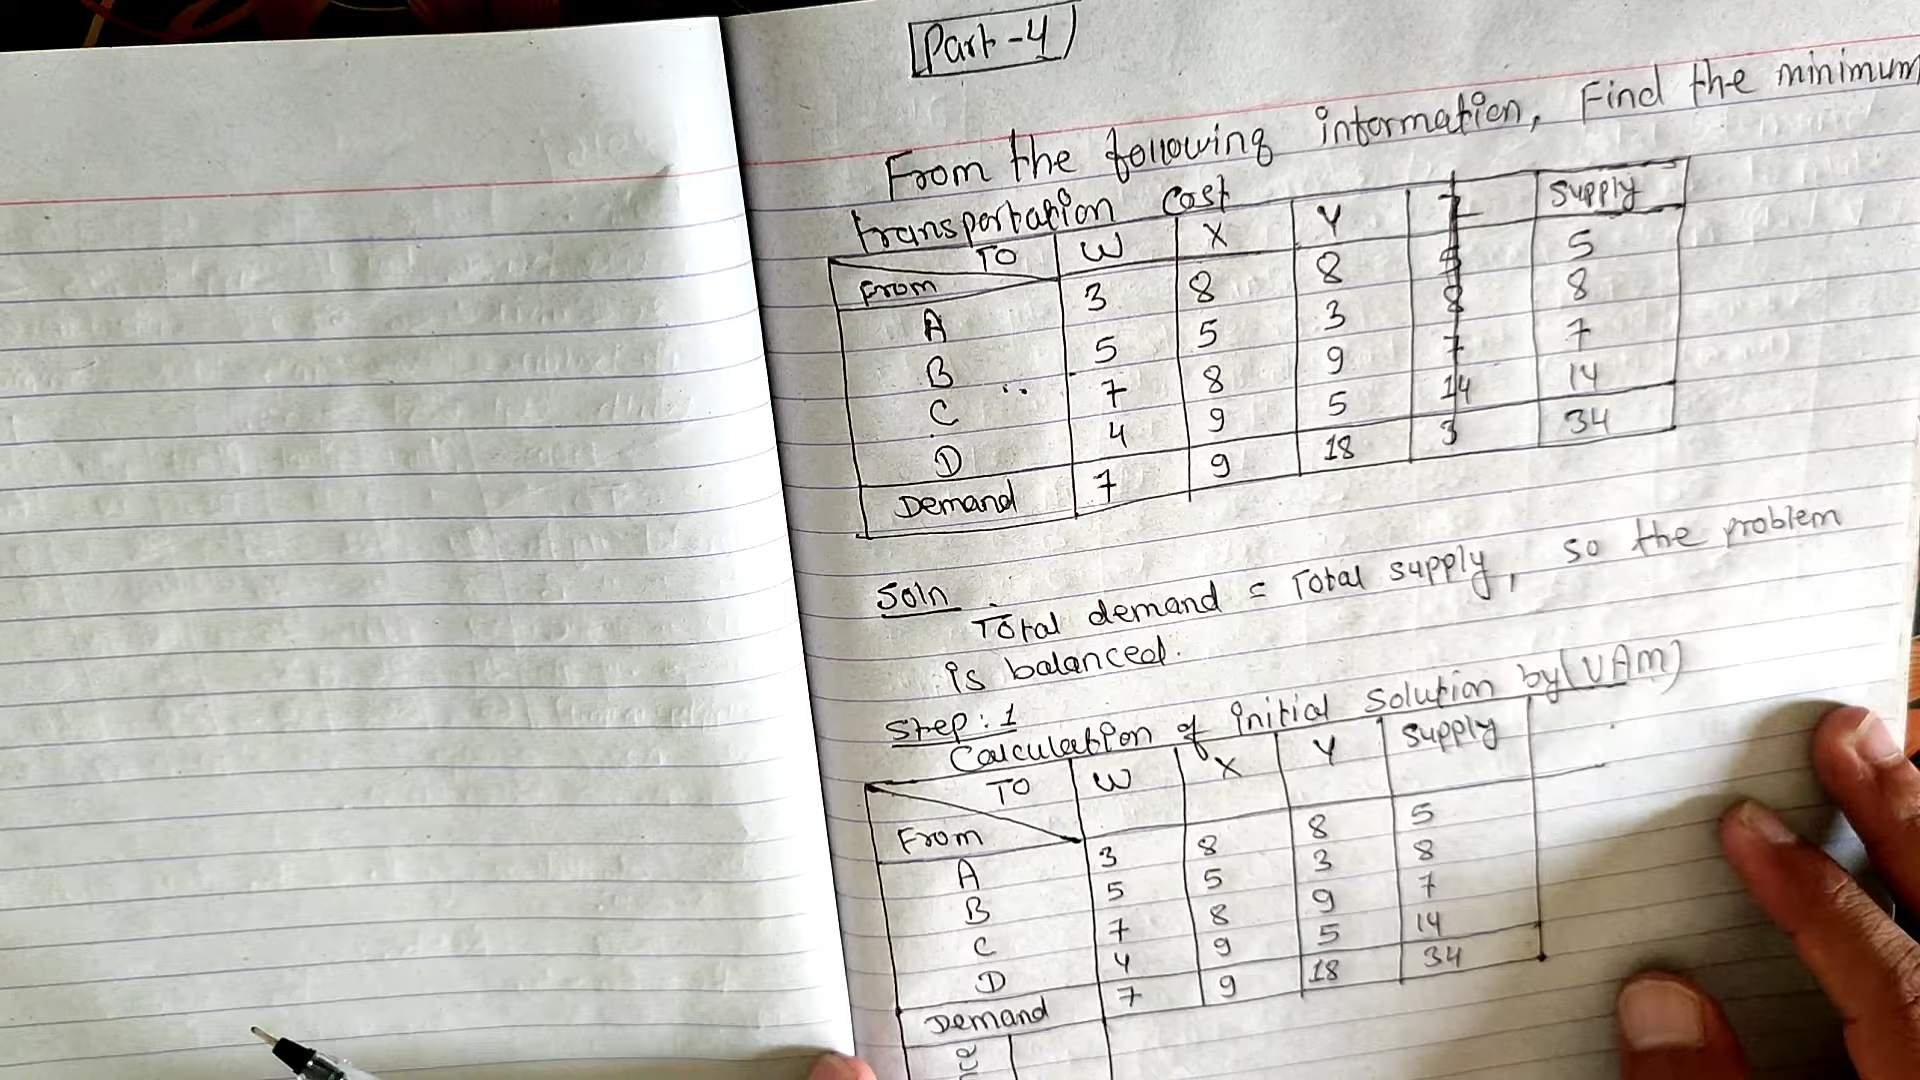 Part-4
From the following information, Find the minimum
transportation cost
TO W X Y Supply
From
A 3 8 8 5
B 5 5 3 8 8
C 7 8 9 7 7
D 4 9 5 14 14
Demand 7 9 18 3 34
Soln
Total demand = Total supply, so the problem
is balanced.
Step: 1
Calculation of initial solution by (VAM)
TO W X Y Supply
From
A 3 8 8 5
B 5 5 3 8
C 7 8 9 7
D 4 9 5 14
Demand 7 9 18 34